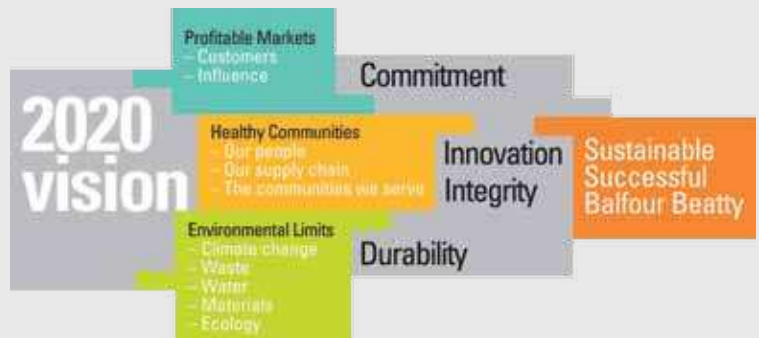 2020
vision
Profitable Markets
– Customers
– Influence
Healthy Communities
- Our people
- Our supply chain
- The communities we serve
Environmental Limits
– Climate change
– Waste
– Water
– Materials
– Ecology
Commitment
Innovation
Integrity
Durability
Sustainable
Successful
Balfour Beatty